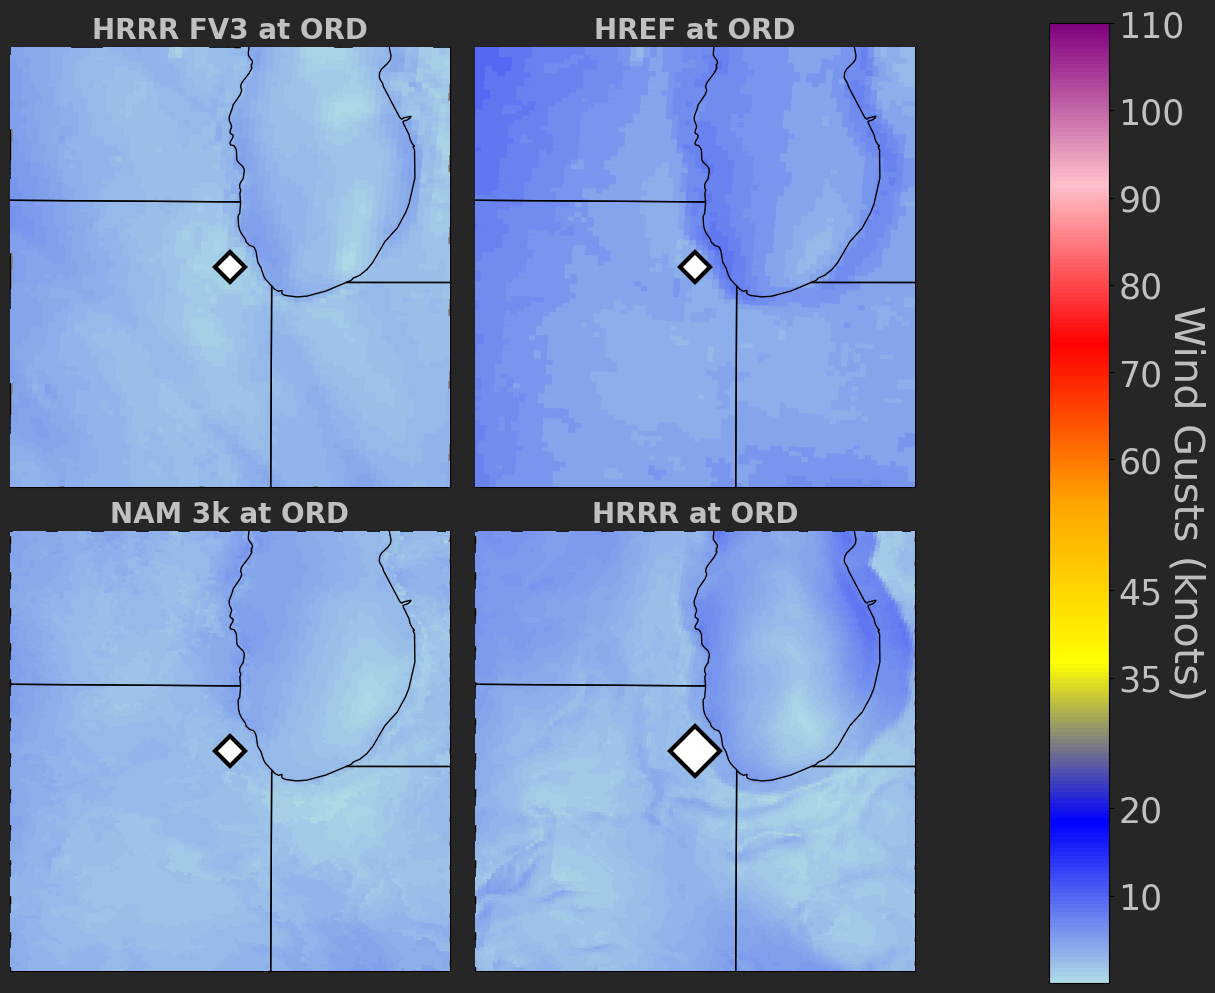 HRRR FV3 at ORD
HREF at ORD
NAM 3k at ORD
HRRR at ORD
110
100
90
80
70
60
45
35
20
10
Wind Gusts (knots)